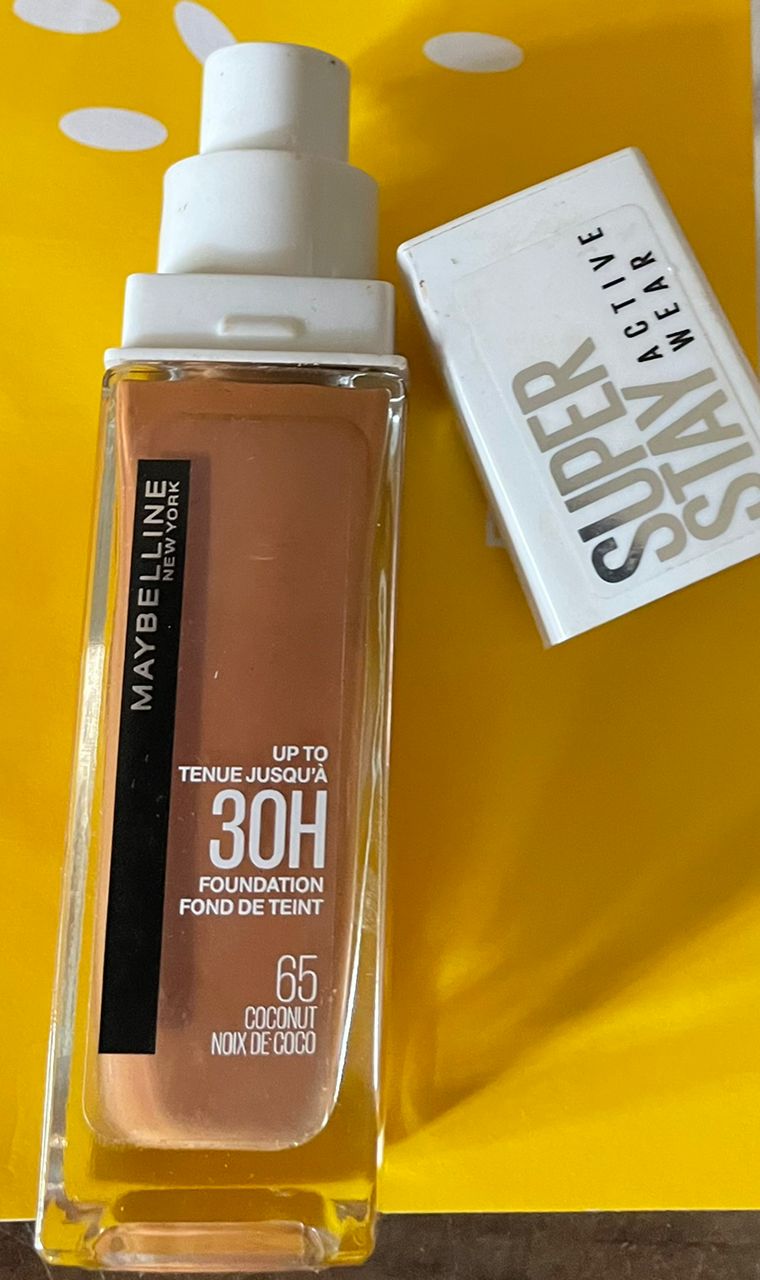 MAYBELLINE
NEW YORK
UP TO
TENUE JUSQU'À
30H
FOUNDATION
FOND DE TEINT
65
COCONUT
NOIX DE COCO
SUPER
STAY ACTIVE
WEAR